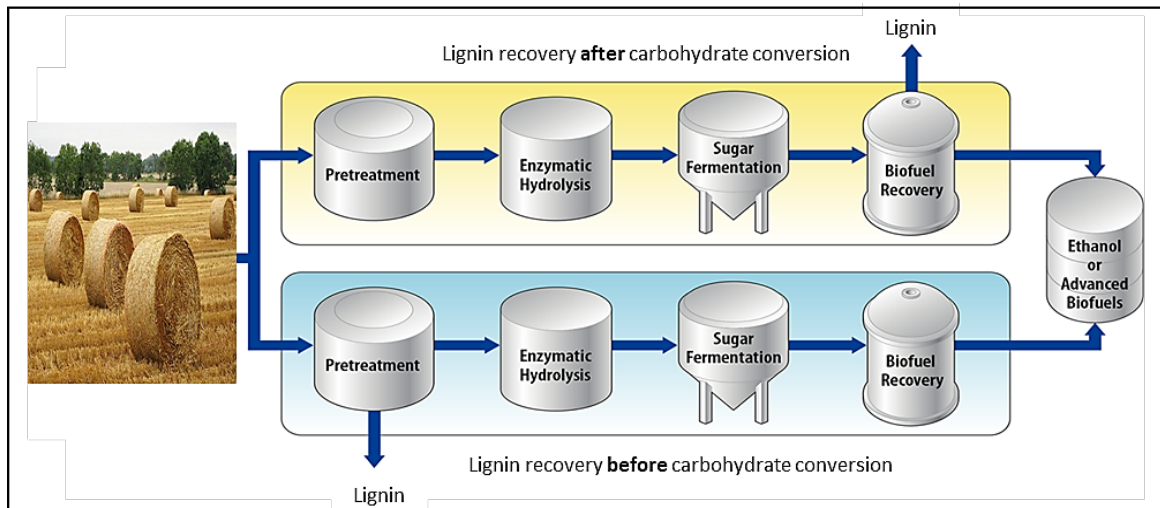 Lignin
Lignin recovery after carbohydrate conversion
Pretreatment
Enzymatic
Hydrolysis
Sugar
Fermentation
Biofuel
Recovery
Ethanol
or
Advanced
Biofuels
Pretreatment
Enzymatic
Hydrolysis
Sugar
Fermentation
Biofuel
Recovery
Lignin recovery before carbohydrate conversion
Lignin